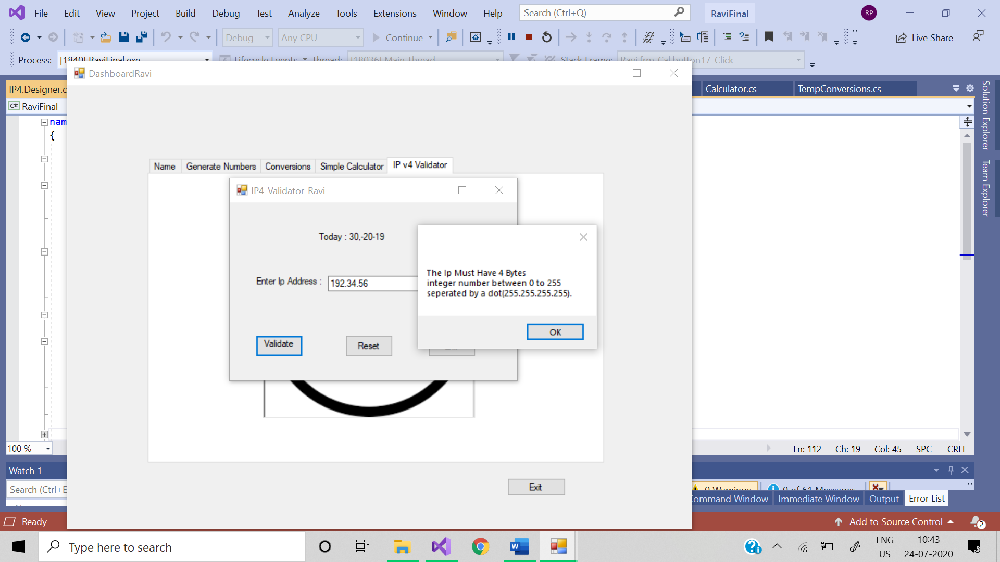 File Edit View Project Build Debug Test Analyze Tools Extensions Window Help Search (Ctrl+Q) RaviFinal RP
Debug Any CPU Continue Live Share
Process: [1840] RaviFinal.exe Lifecycle Events Thread: [18036] Main Thread Stack Frame: Ravi.frm_Cal.button17_Click
DashboardRavi
IP4.Designer.c Calculator.cs TempConversions.cs
C# RaviFinal
nam
{
Solution Explorer
Team Explorer
Name Generate Numbers Conversions Simple Calculator IP v4 Validator
IP4-Validator-Ravi
Today : 30,-20-19
Enter Ip Address : 192.34.56
The Ip Must Have 4 Bytes
integer number between 0 to 255
seperated by a dot(255.255.255.255).
OK
Validate Reset
Exit
100 % Ln: 112 Ch: 19 Col: 45 SPC CRLF
Watch 1
Search (Ctrl+E 0 Warnings 0 of 61 Messages
ommand Window Immediate Window Output Error List
Ready Add to Source Control 2
Type here to search ENG US 10:43 24-07-2020